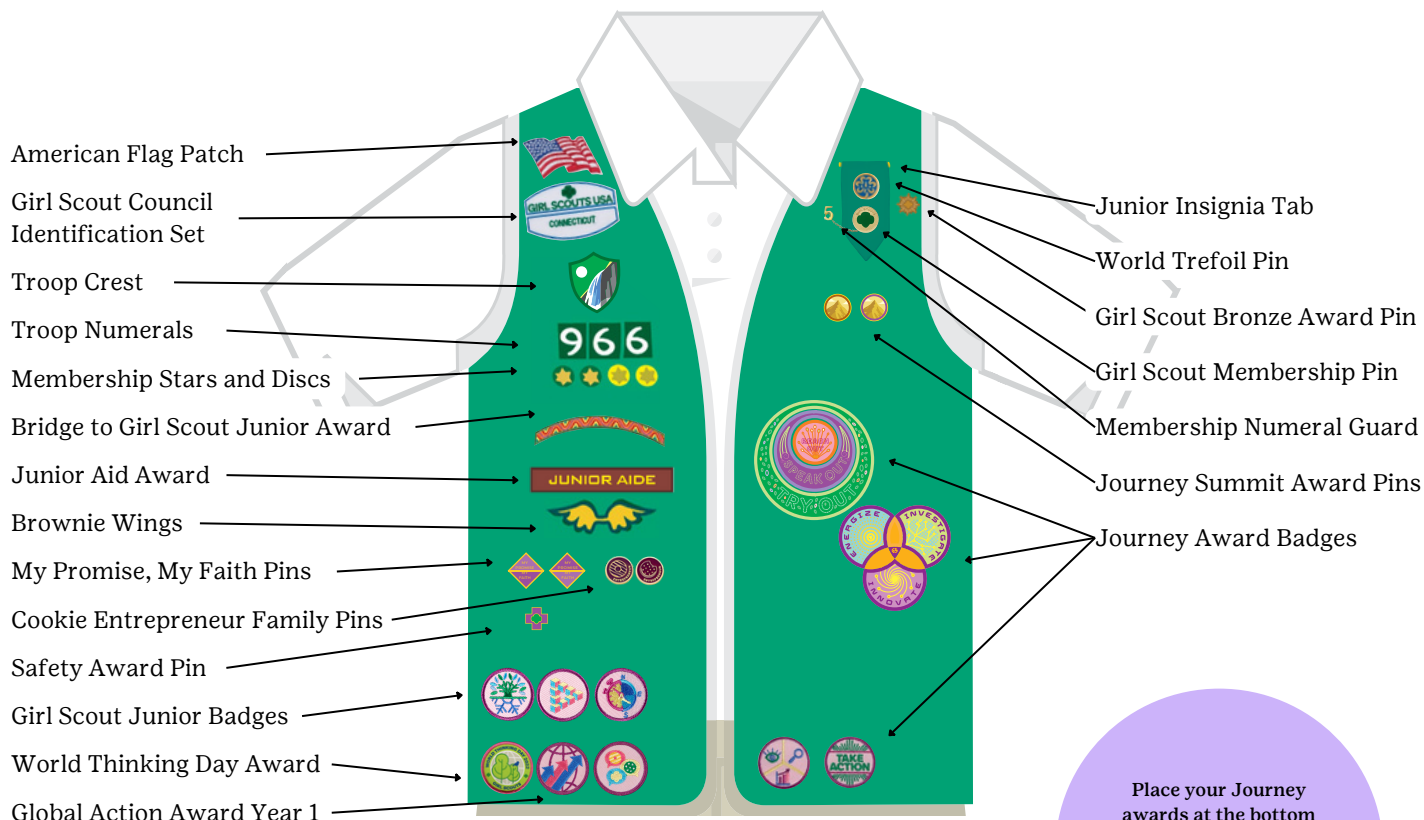 American Flag Patch
Girl Scout Council
Identification Set
Troop Crest
Troop Numerals
Membership Stars and Discs
Bridge to Girl Scout Junior Award
Junior Aid Award
Brownie Wings
My Promise, My Faith Pins
Cookie Entrepreneur Family Pins
Safety Award Pin
Girl Scout Junior Badges
World Thinking Day Award
Global Action Award Year 1
GIRL SCOUTS USA
CONNECTICUT
966
JUNIOR AIDE
5
SPEAK OUT
TRY OUT
ENERGIZE
INVESTIGATE
INNOVATE
TAKE
ACTION
Junior Insignia Tab
World Trefoil Pin
Girl Scout Bronze Award Pin
Girl Scout Membership Pin
Membership Numeral Guard
Journey Summit Award Pins
Journey Award Badges
Place your Journey
awards at the bottom